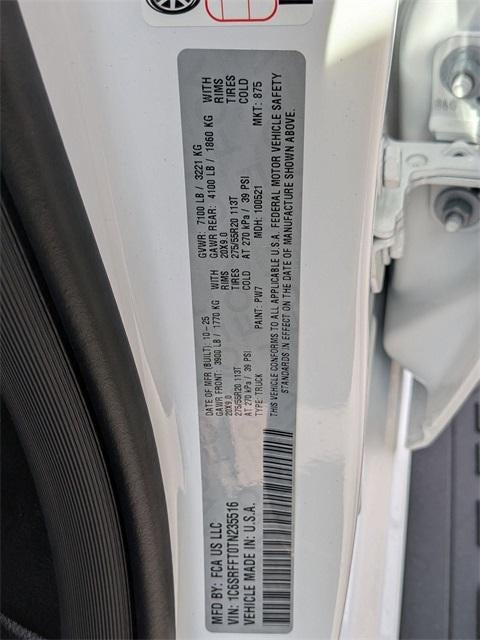 MFD BY: FCA US LLC
DATE OF MFR (BUILT): 10-25 GVWR: 7100 LB / 3221 KG
GAWR FRONT: 3900 LB / 1770 KG WITH GAWR REAR: 4100 LB / 1860 KG WITH
20X9.0 RIMS 20X9.0 RIMS
275/55R20 113T TIRES 275/55R20 113T TIRES
AT 270 kPa / 39 PSI COLD AT 270 kPa / 39 PSI COLD
TYPE: TRUCK PAINT: PW7 MDH: 100521 MKT: 875
THIS VEHICLE CONFORMS TO ALL APPLICABLE U.S.A. FEDERAL MOTOR VEHICLE SAFETY
STANDARDS IN EFFECT ON THE DATE OF MANUFACTURE SHOWN ABOVE.
VIN: 1C6SRFFT0TN235516
VEHICLE MADE IN: U.S.A.